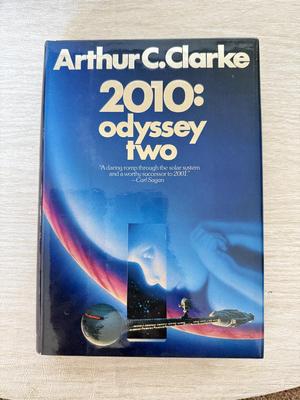 Arthur C. Clarke
2010:
odyssey
two
"A daring romp through the solar system
and a worthy successor to 2001."
—Carl Sagan